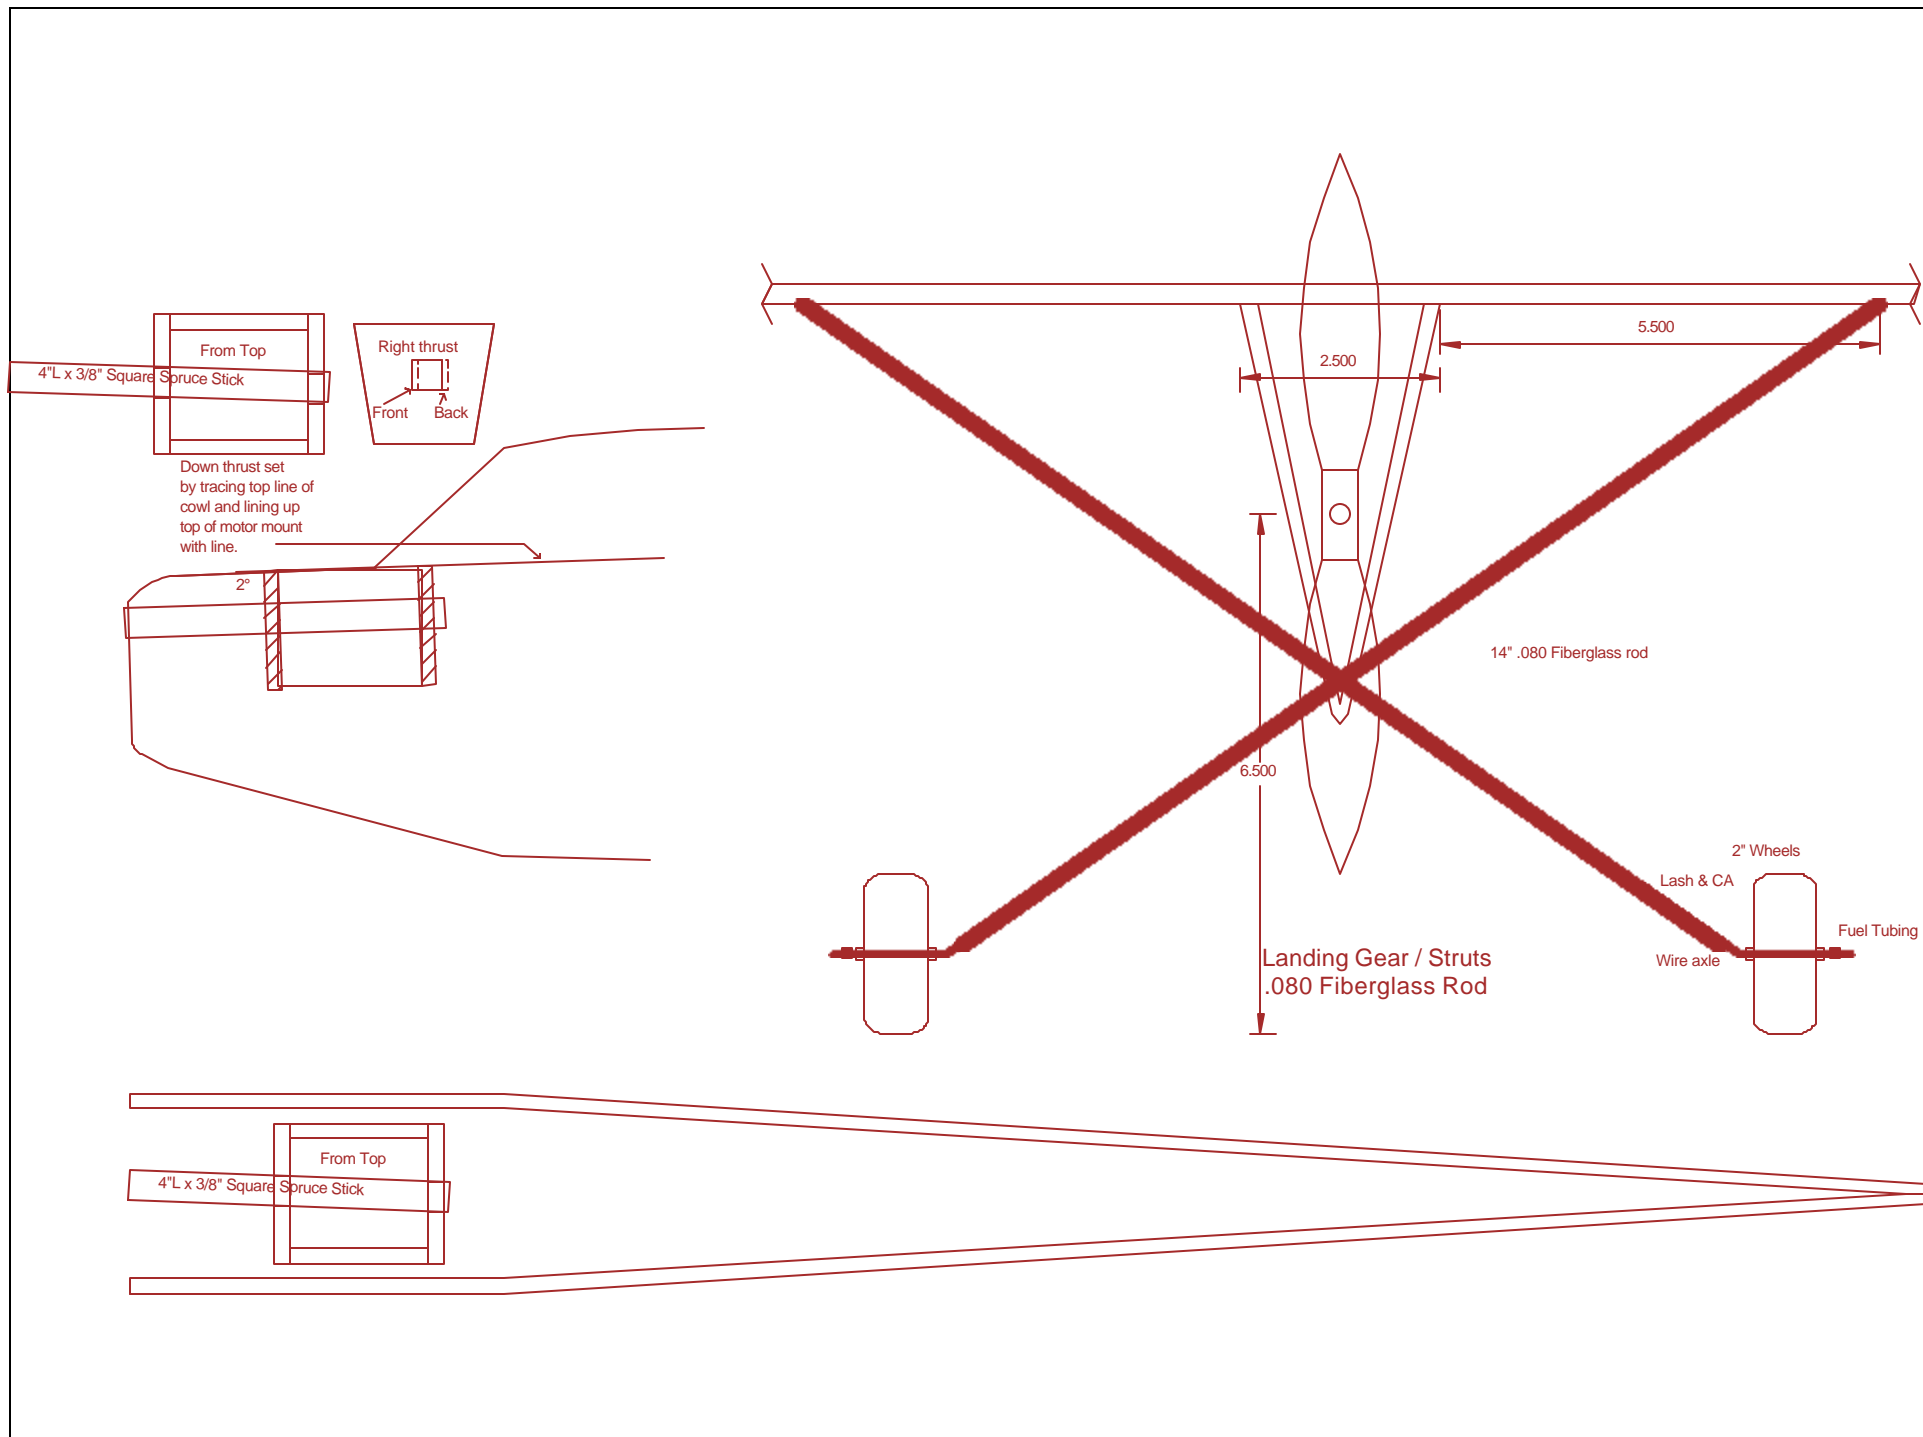 From Top
4"L x 3/8" Square Spruce Stick
Right thrust
Front
Back
Down thrust set
by tracing top line of
cowl and lining up
top of motor mount
with line.
2°
5.500
2.500
14" .080 Fiberglass rod
6.500
2" Wheels
Lash & CA
Fuel Tubing
Wire axle
Landing Gear / Struts
.080 Fiberglass Rod
From Top
4"L x 3/8" Square Spruce Stick